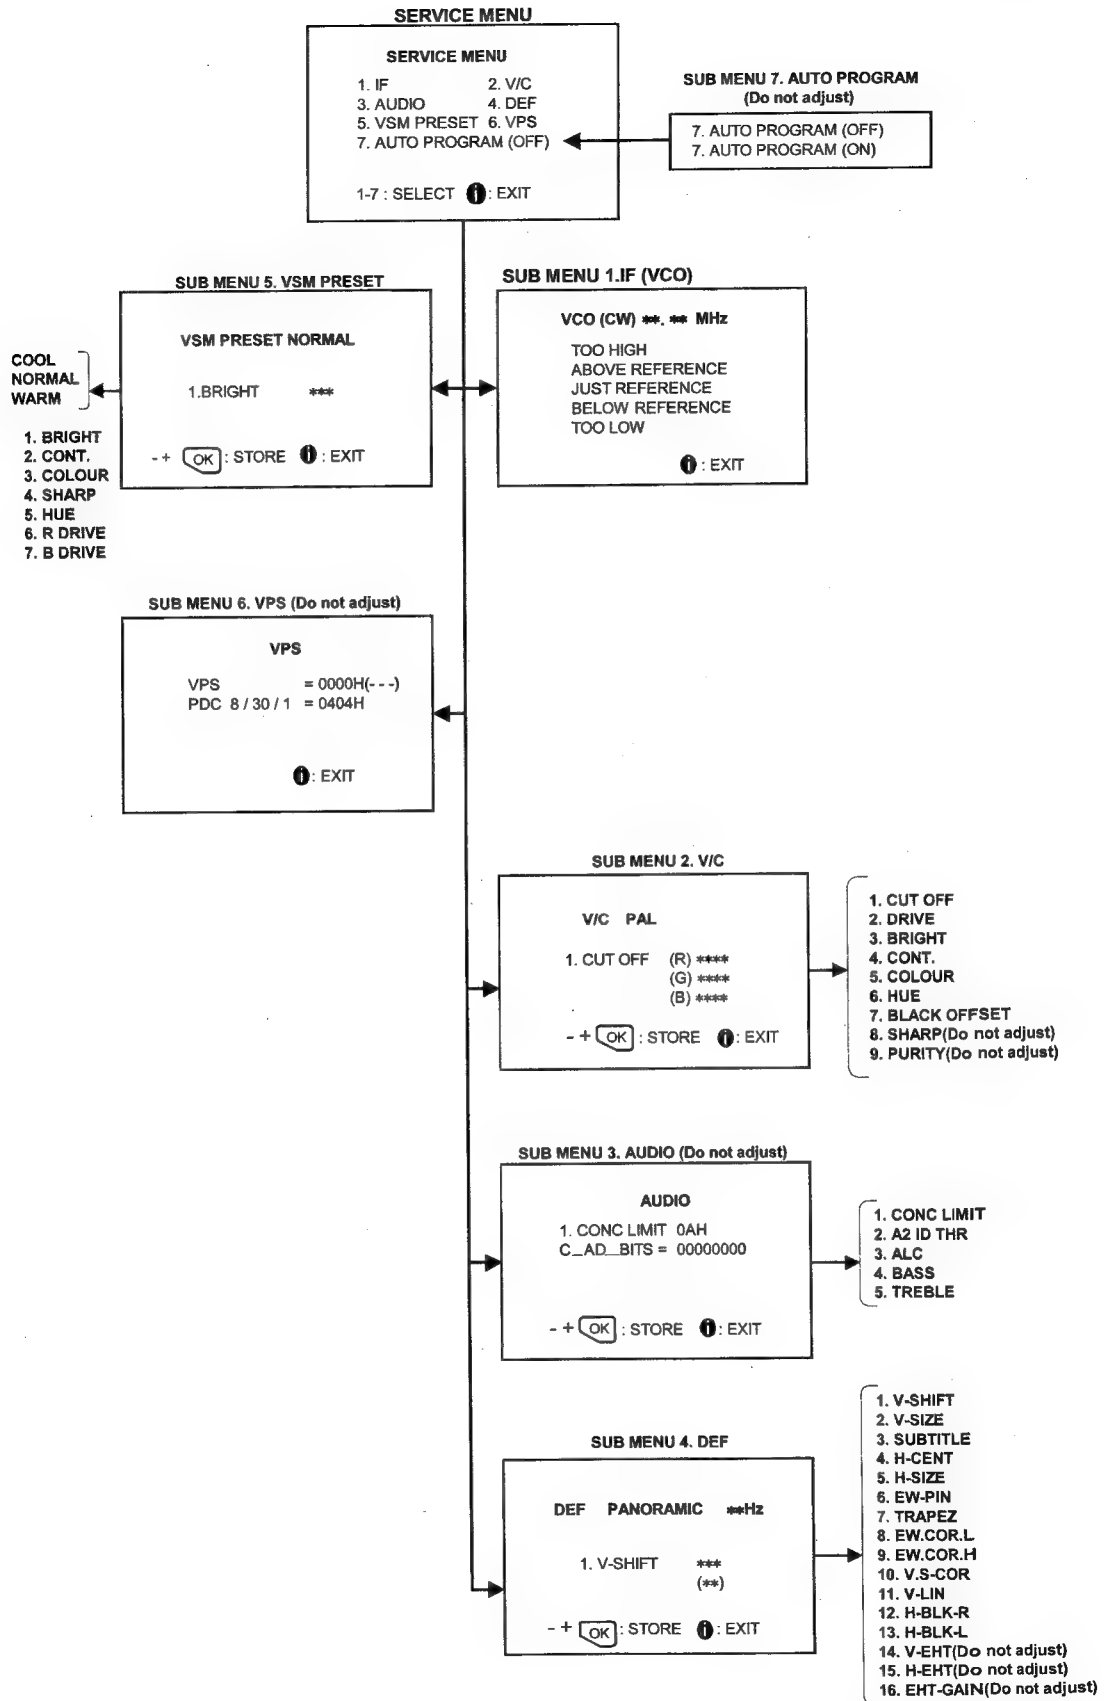 SERVICE MENU
SERVICE MENU
1. IF 2. V/C
3. AUDIO 4. DEF
5. VSM PRESET 6. VPS
7. AUTO PROGRAM (OFF)
1-7 : SELECT i : EXIT
SUB MENU 7. AUTO PROGRAM
(Do not adjust)
7. AUTO PROGRAM (OFF)
7. AUTO PROGRAM (ON)
SUB MENU 5. VSM PRESET
VSM PRESET NORMAL
1.BRIGHT ***
- + OK : STORE i : EXIT
COOL
NORMAL
WARM
1. BRIGHT
2. CONT.
3. COLOUR
4. SHARP
5. HUE
6. R DRIVE
7. B DRIVE
SUB MENU 1.IF (VCO)
VCO (CW) **. ** MHz
TOO HIGH
ABOVE REFERENCE
JUST REFERENCE
BELOW REFERENCE
TOO LOW
i : EXIT
SUB MENU 6. VPS (Do not adjust)
VPS
VPS = 0000H(- - -)
PDC 8 / 30 / 1 = 0404H
i : EXIT
SUB MENU 2. V/C
V/C PAL
1. CUT OFF (R) ****
(G) ****
(B) ****
- + OK : STORE i : EXIT
1. CUT OFF
2. DRIVE
3. BRIGHT
4. CONT.
5. COLOUR
6. HUE
7. BLACK OFFSET
8. SHARP(Do not adjust)
9. PURITY(Do not adjust)
SUB MENU 3. AUDIO (Do not adjust)
AUDIO
1. CONC LIMIT 0AH
C_AD_BITS = 00000000
- + OK : STORE i : EXIT
1. CONC LIMIT
2. A2 ID THR
3. ALC
4. BASS
5. TREBLE
SUB MENU 4. DEF
DEF PANORAMIC **Hz
1. V-SHIFT ***
(**)
- + OK : STORE i : EXIT
1. V-SHIFT
2. V-SIZE
3. SUBTITLE
4. H-CENT
5. H-SIZE
6. EW-PIN
7. TRAPEZ
8. EW.COR.L
9. EW.COR.H
10. V.S-COR
11. V-LIN
12. H-BLK-R
13. H-BLK-L
14. V-EHT(Do not adjust)
15. H-EHT(Do not adjust)
16. EHT-GAIN(Do not adjust)